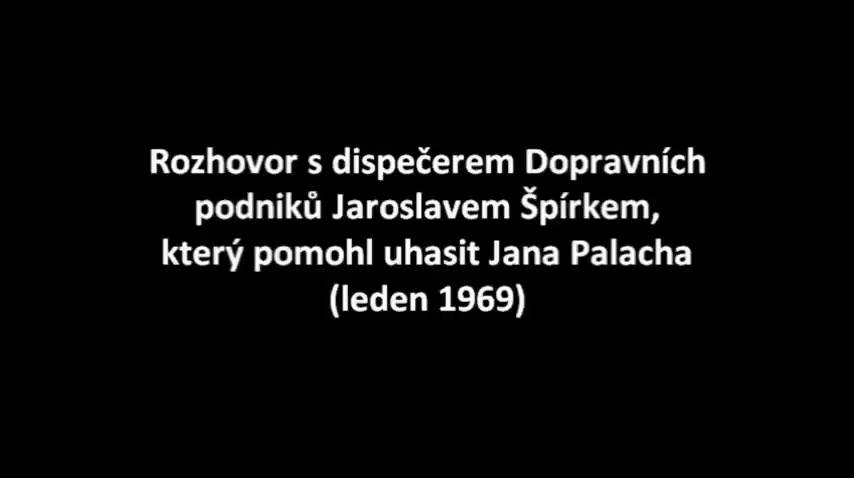 Rozhovor s dispečerem Dopravních
podniků Jaroslavem Špírkem,
který pomohl uhasit Jana Palacha
(leden 1969)